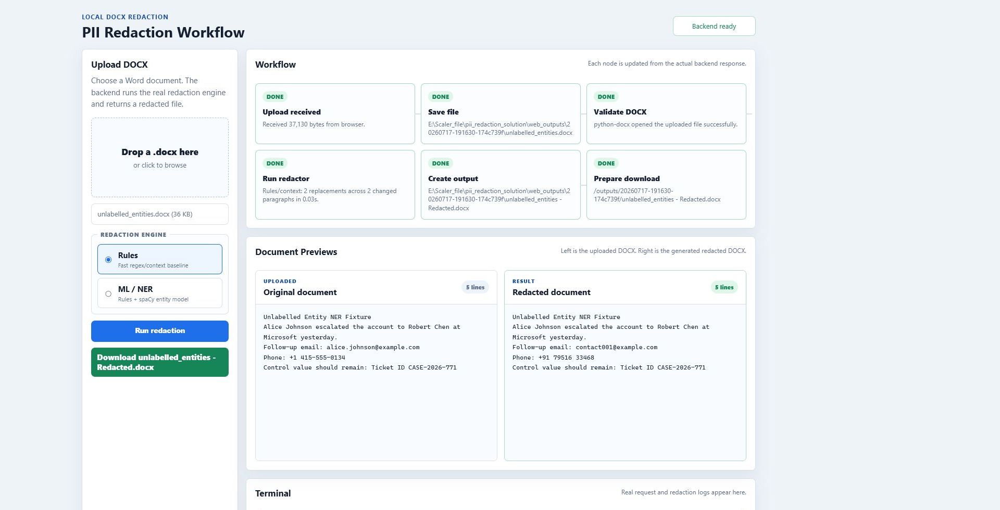 LOCAL DOCX REDACTION
PII Redaction Workflow
Backend ready
Upload DOCX
Choose a Word document. The
backend runs the real redaction engine
and returns a redacted file.
Drop a .docx here
or click to browse
unlabelled_entities.docx (36 KB)
REDACTION ENGINE
Rules
Fast regex/context baseline
ML / NER
Rules + spaCy entity model
Run redaction
Download unlabelled_entities -
Redacted.docx
Workflow
Each node is updated from the actual backend response.
DONE
Upload received
Received 37,130 bytes from browser.
DONE
Save file
E:\Scaler_file\pii_redaction_solution\web_outputs\2
0260717-191630-174c739f\unlabelled_entities.docx
DONE
Validate DOCX
python-docx opened the uploaded file successfully.
DONE
Run redactor
Rules/context: 2 replacements across 2 changed
paragraphs in 0.03s.
DONE
Create output
E:\Scaler_file\pii_redaction_solution\web_outputs\2
0260717-191630-174c739f\unlabelled_entities -
Redacted.docx
DONE
Prepare download
/outputs/20260717-191630-
174c739f/unlabelled_entities - Redacted.docx
Document Previews
Left is the uploaded DOCX. Right is the generated redacted DOCX.
UPLOADED
Original document
5 lines
Unlabelled Entity NER Fixture
Alice Johnson escalated the account to Robert Chen at
Microsoft yesterday.
Follow-up email: alice.johnson@example.com
Phone: +1 415-555-0134
Control value should remain: Ticket ID CASE-2026-771
RESULT
Redacted document
5 lines
Unlabelled Entity NER Fixture
Alice Johnson escalated the account to Robert Chen at
Microsoft yesterday.
Follow-up email: contact001@example.com
Phone: +91 79516 33468
Control value should remain: Ticket ID CASE-2026-771
Terminal
Real request and redaction logs appear here.